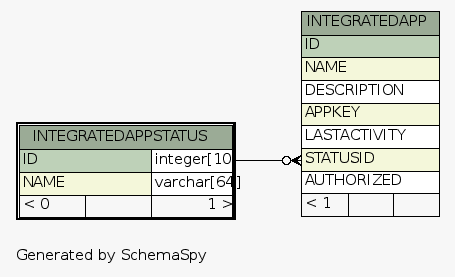 INTEGRATEDAPP
ID
NAME
DESCRIPTION
APPKEY
LASTACTIVITY
STATUSID
AUTHORIZED
< 1
INTEGRATEDAPPSTATUS
ID integer[10]
NAME varchar[64]
< 0 1 >
Generated by SchemaSpy